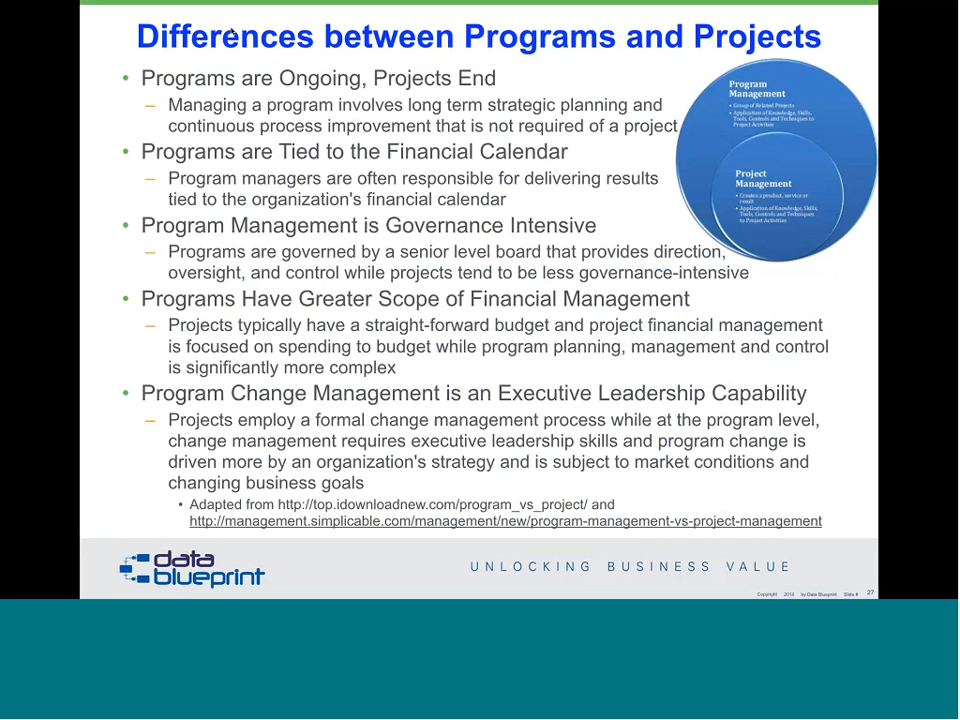 Differences between Programs and Projects
• Programs are Ongoing, Projects End
– Managing a program involves long term strategic planning and
continuous process improvement that is not required of a project
• Programs are Tied to the Financial Calendar
– Program managers are often responsible for delivering results
tied to the organization's financial calendar
• Program Management is Governance Intensive
– Programs are governed by a senior level board that provides direction,
oversight, and control while projects tend to be less governance-intensive
• Programs Have Greater Scope of Financial Management
– Projects typically have a straight-forward budget and project financial management
is focused on spending to budget while program planning, management and control
is significantly more complex
• Program Change Management is an Executive Leadership Capability
– Projects employ a formal change management process while at the program level,
change management requires executive leadership skills and program change is
driven more by an organization's strategy and is subject to market conditions and
changing business goals
• Adapted from http://top.idownloadnew.com/program_vs_project/ and
http://management.simplicable.com/management/new/program-management-vs-project-management
Program
Management
• Group of Related Projects
• Application of Knowledge, Skills,
Tools, Controls and Techniques to
Project Activities
Project
Management
• Creates a product, service or
result
• Application of Knowledge, Skills,
Tools, Controls and Techniques
to Project Activities
data
blueprint
UNLOCKING BUSINESS VALUE
Copyright 2016 by Data Blueprint Slide # 27